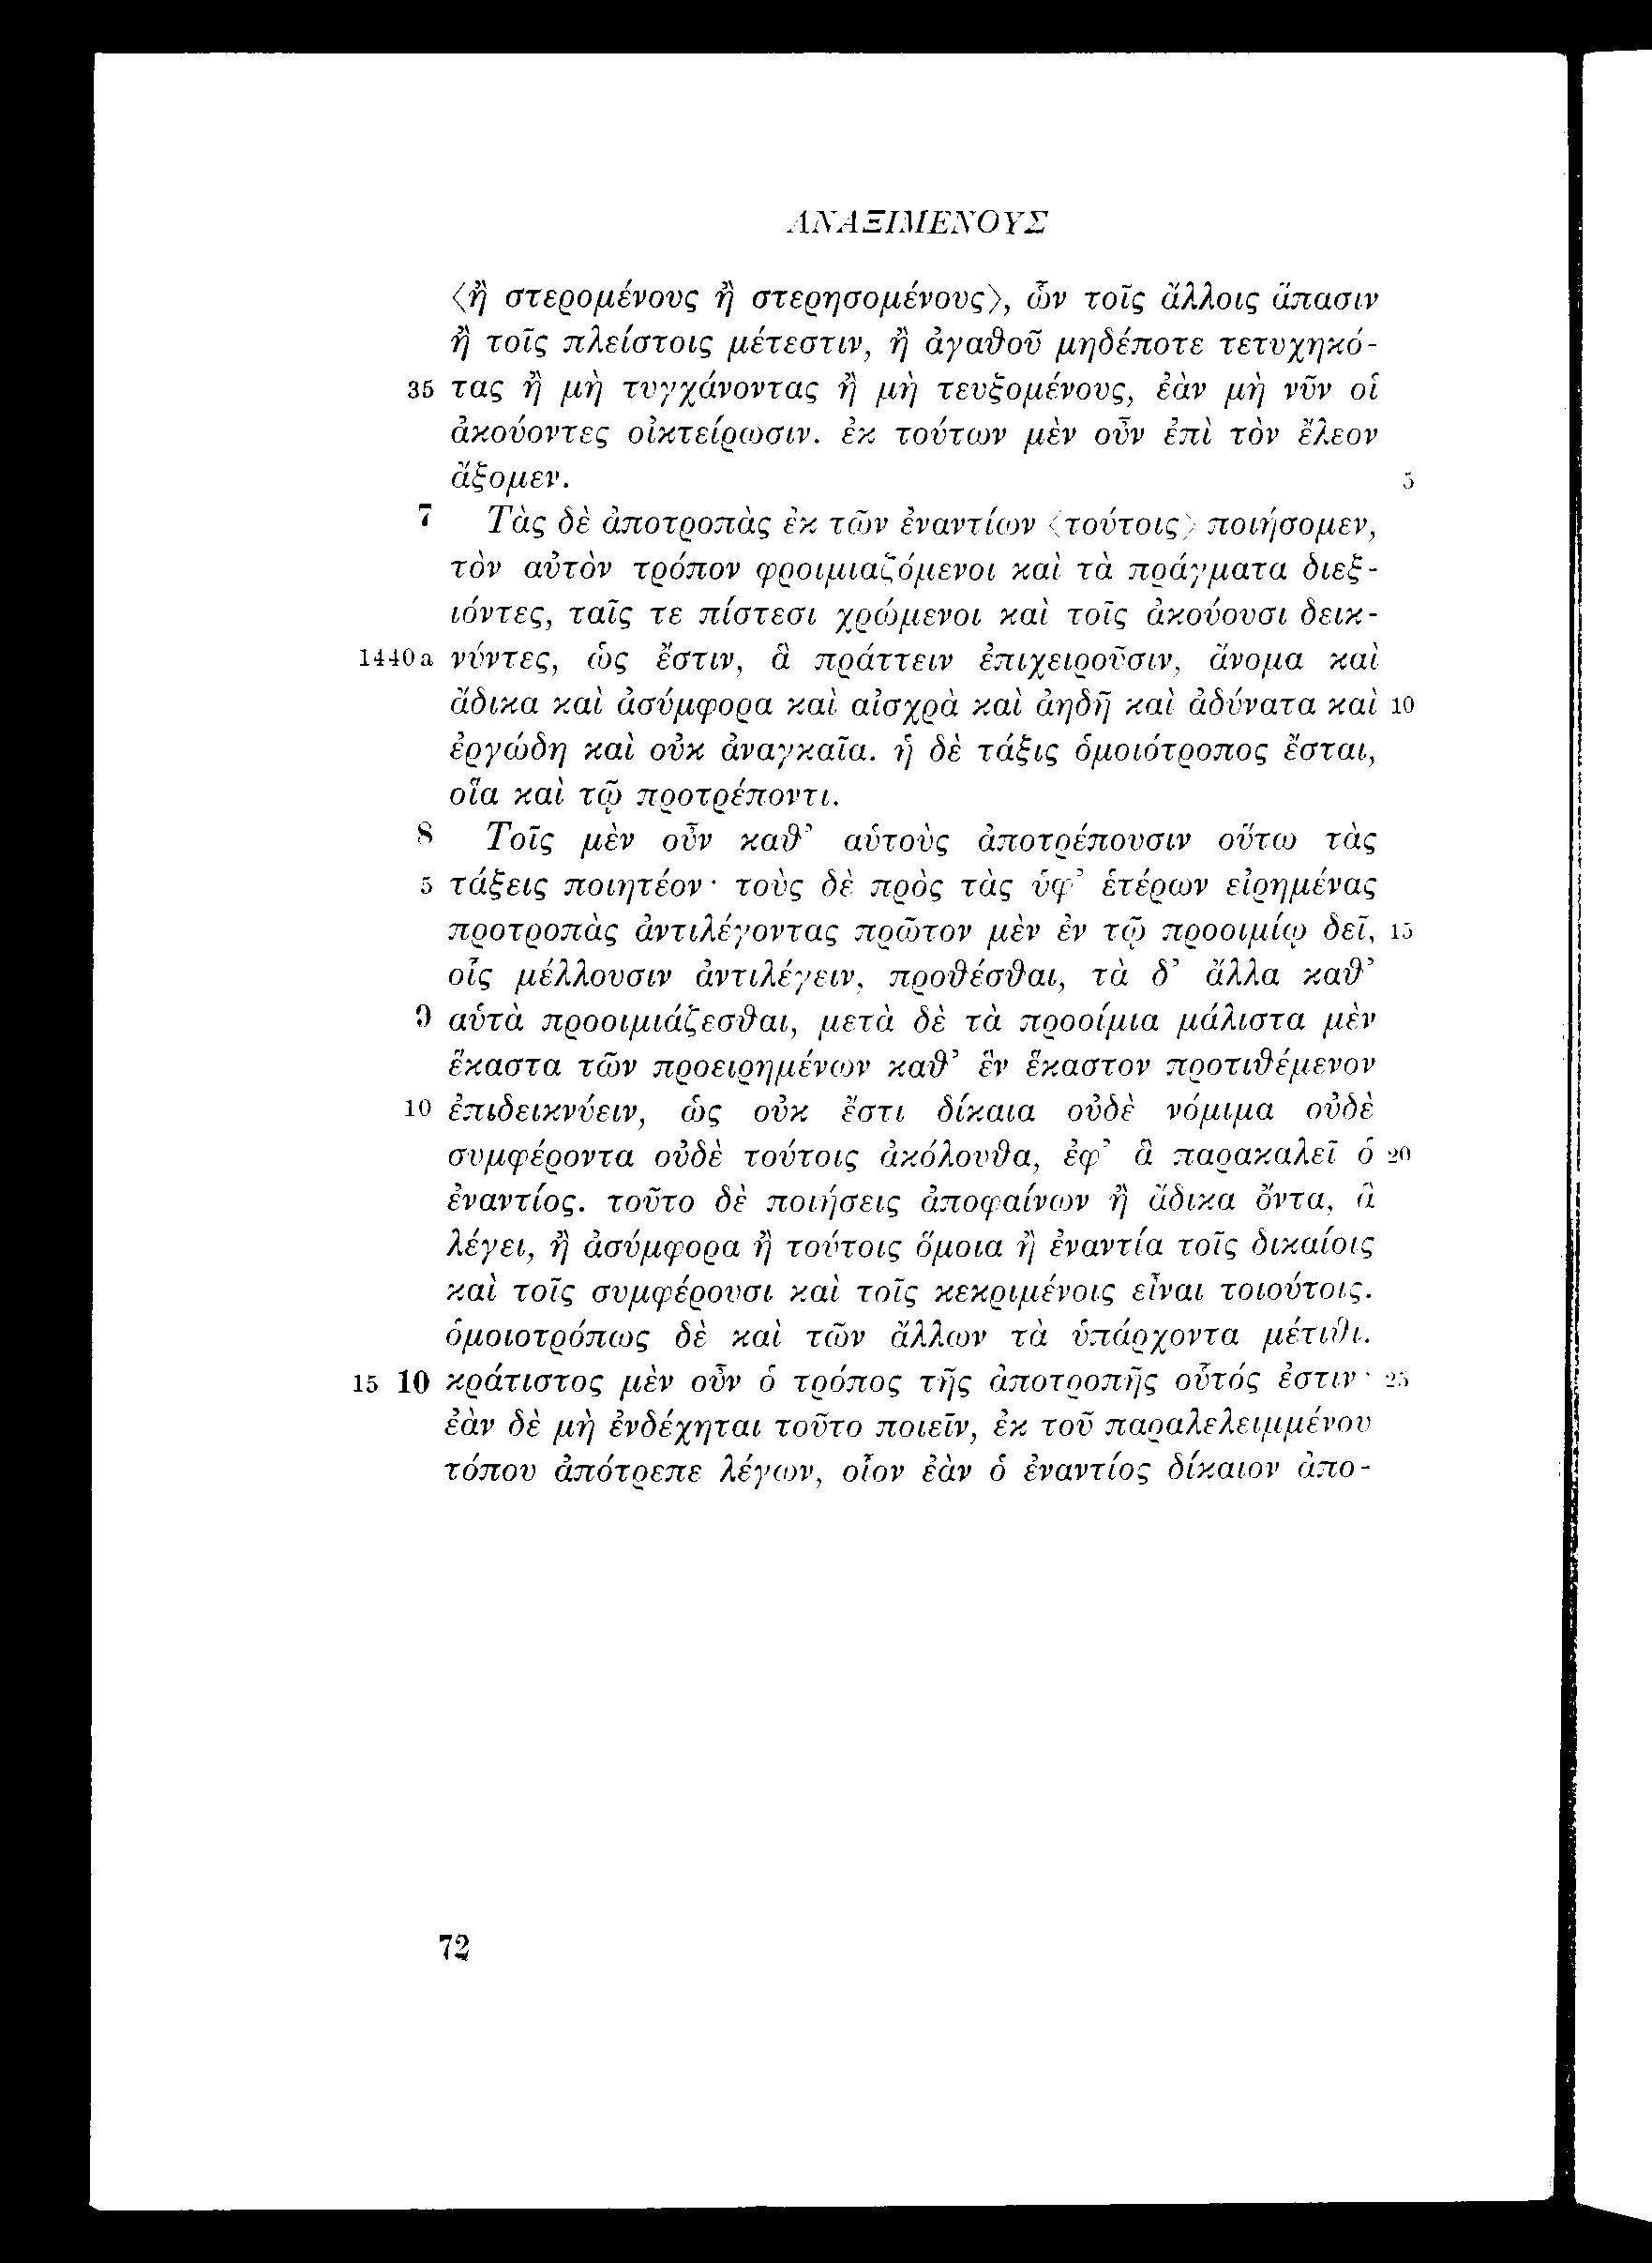 ΑΝΑΞΙΜΕΝΟΥΣ
⟨ἢ στερομένους ἢ στερησομένους⟩, ὧν τοῖς ἄλλοις ἅπασιν
ἢ τοῖς πλείστοις μέτεστιν, ἢ ἀγαθοῦ μηδέποτε τετυχηκό-
35 τας ἢ μὴ τυγχάνοντας ἢ μὴ τευξομένους, ἐὰν μὴ νῦν οἱ
ἀκούοντες οἰκτείρωσιν. ἐκ τούτων μὲν οὖν ἐπὶ τὸν ἔλεον
ἄξομεν. 5
7 Τὰς δὲ ἀποτροπὰς ἐκ τῶν ἐναντίων ⟨τούτοις⟩ ποιήσομεν,
τὸν αὐτὸν τρόπον φροιμιαζόμενοι καὶ τὰ πράγματα διεξ-
ιόντες, ταῖς τε πίστεσι χρώμενοι καὶ τοῖς ἀκούουσι δεικ-
1440a νύντες, ὡς ἔστιν, ἃ πράττειν ἐπιχειροῦσιν, ἄνομα καὶ
ἄδικα καὶ ἀσύμφορα καὶ αἰσχρὰ καὶ ἀηδῆ καὶ ἀδύνατα καὶ 10
ἐργώδη καὶ οὐκ ἀναγκαῖα. ἡ δὲ τάξις ὁμοιότροπος ἔσται,
οἵα καὶ τῷ προτρέποντι.
8 Τοῖς μὲν οὖν καθ’ αὑτοὺς ἀποτρέπουσιν οὕτω τὰς
5 τάξεις ποιητέον· τοὺς δὲ πρὸς τὰς ὑφ’ ἑτέρων εἰρημένας
προτροπὰς ἀντιλέγοντας πρῶτον μὲν ἐν τῷ προοιμίῳ δεῖ, 15
οἷς μέλλουσιν ἀντιλέγειν, προθέσθαι, τὰ δ’ ἄλλα καθ’
9 αὑτὰ προοιμιάζεσθαι, μετὰ δὲ τὰ προοίμια μάλιστα μὲν
ἕκαστα τῶν προειρημένων καθ’ ἓν ἕκαστον προτιθέμενον
10 ἐπιδεικνύειν, ὡς οὐκ ἔστι δίκαια οὐδὲ νόμιμα οὐδὲ
συμφέροντα οὐδὲ τούτοις ἀκόλουθα, ἐφ’ ἃ παρακαλεῖ ὁ 20
ἐναντίος. τοῦτο δὲ ποιήσεις ἀποφαίνων ἢ ἄδικα ὄντα, ἃ
λέγει, ἢ ἀσύμφορα ἢ τούτοις ὅμοια ἢ ἐναντία τοῖς δικαίοις
καὶ τοῖς συμφέρουσι καὶ τοῖς κεκριμένοις εἶναι τοιούτοις.
ὁμοιοτρόπως δὲ καὶ τῶν ἄλλων τὰ ὑπάρχοντα μέτιθι.
15 10 κράτιστος μὲν οὖν ὁ τρόπος τῆς ἀποτροπῆς οὗτός ἐστιν· 25
ἐὰν δὲ μὴ ἐνδέχηται τοῦτο ποιεῖν, ἐκ τοῦ παραλελειμμένου
τόπου ἀπότρεπε λέγων, οἷον ἐὰν ὁ ἐναντίος δίκαιον ἀπο-
72